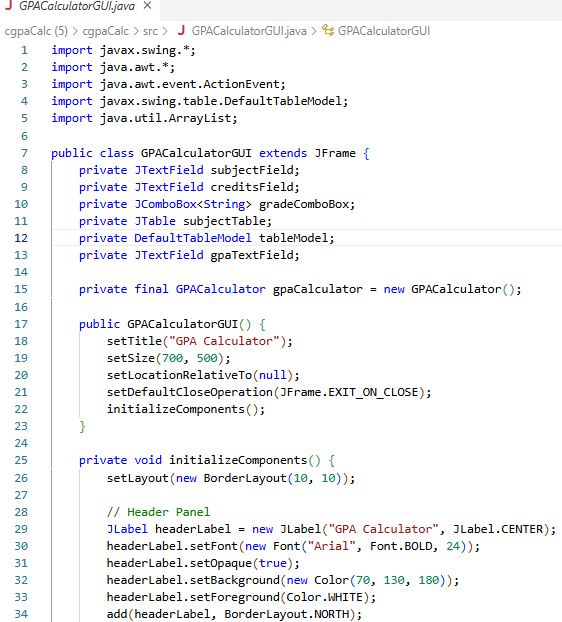 J GPACalculatorGUI.java ×
cgpaCalc (5) > cgpaCalc > src > J GPACalculatorGUI.java > GPACalculatorGUI
1 import javax.swing.*;
2 import java.awt.*;
3 import java.awt.event.ActionEvent;
4 import javax.swing.table.DefaultTableModel;
5 import java.util.ArrayList;
6
7 public class GPACalculatorGUI extends JFrame {
8     private JTextField subjectField;
9     private JTextField creditsField;
10     private JComboBox<String> gradeComboBox;
11     private JTable subjectTable;
12     private DefaultTableModel tableModel;
13     private JTextField gpaTextField;
14
15     private final GPACalculator gpaCalculator = new GPACalculator();
16
17     public GPACalculatorGUI() {
18         setTitle("GPA Calculator");
19         setSize(700, 500);
20         setLocationRelativeTo(null);
21         setDefaultCloseOperation(JFrame.EXIT_ON_CLOSE);
22         initializeComponents();
23     }
24
25     private void initializeComponents() {
26         setLayout(new BorderLayout(10, 10));
27
28         // Header Panel
29         JLabel headerLabel = new JLabel("GPA Calculator", JLabel.CENTER);
30         headerLabel.setFont(new Font("Arial", Font.BOLD, 24));
31         headerLabel.setOpaque(true);
32         headerLabel.setBackground(new Color(70, 130, 180));
33         headerLabel.setForeground(Color.WHITE);
34         add(headerLabel, BorderLayout.NORTH);